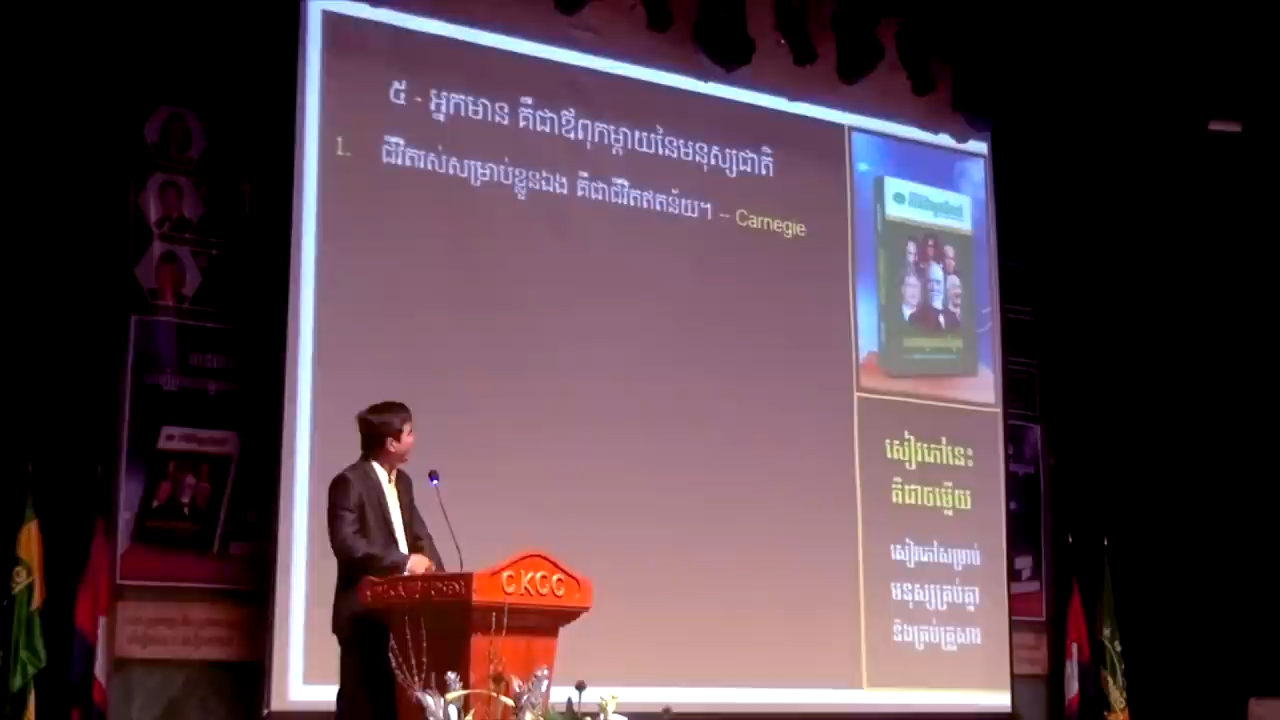 ៥ - អ្នកមាន គឺជាឪពុកម្ដាយនៃមនុស្សជាតិ
1. ជីវិតរស់សម្រាប់ខ្លួនឯង គឺជាជីវិតឥតន័យ។ -- Carnegie
សៀវភៅនេះ
គឺជាចម្លើយ
សៀវភៅសម្រាប់
មនុស្សគ្រប់គ្នា
និងគ្រប់គ្រួសារ
CKCC